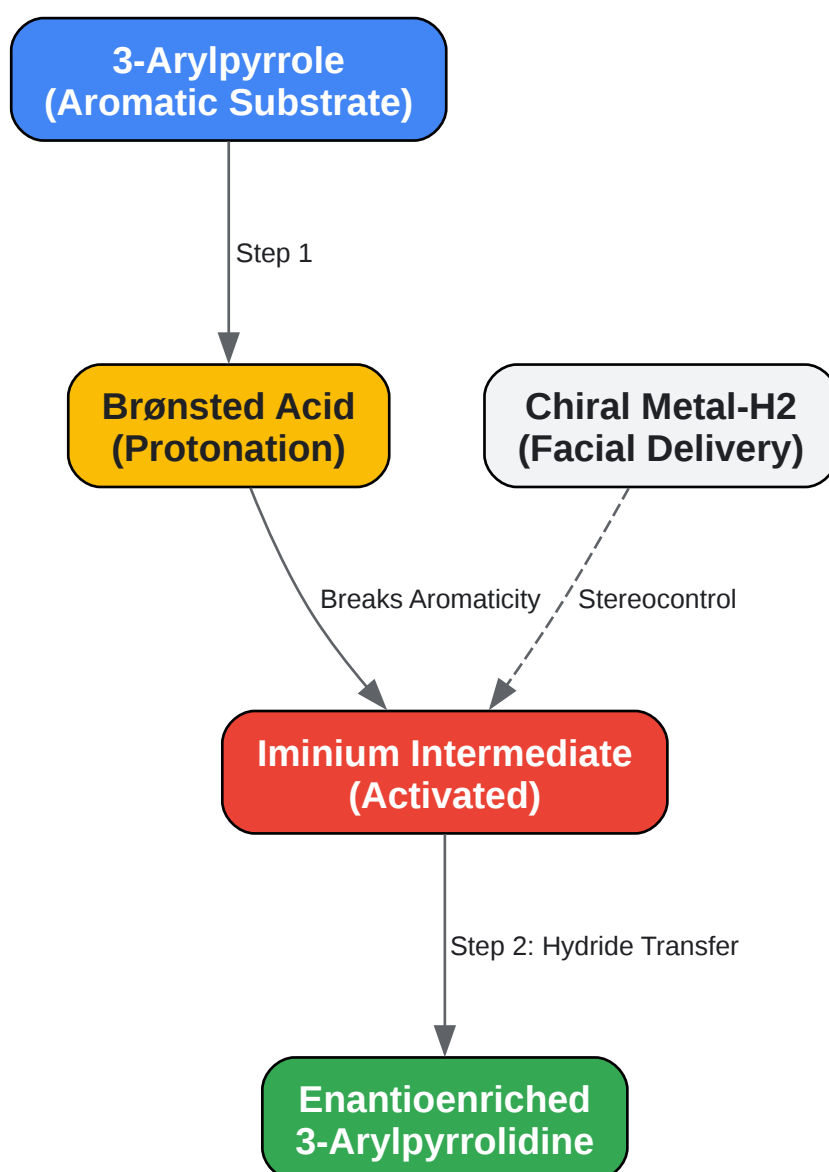 3-Arylpyrrole
(Aromatic Substrate)
Step 1
Brønsted Acid
(Protonation)
Chiral Metal-H2
(Facial Delivery)
Breaks Aromaticity
Stereocontrol
Iminium Intermediate
(Activated)
Step 2: Hydride Transfer
Enantioenriched
3-Arylpyrrolidine